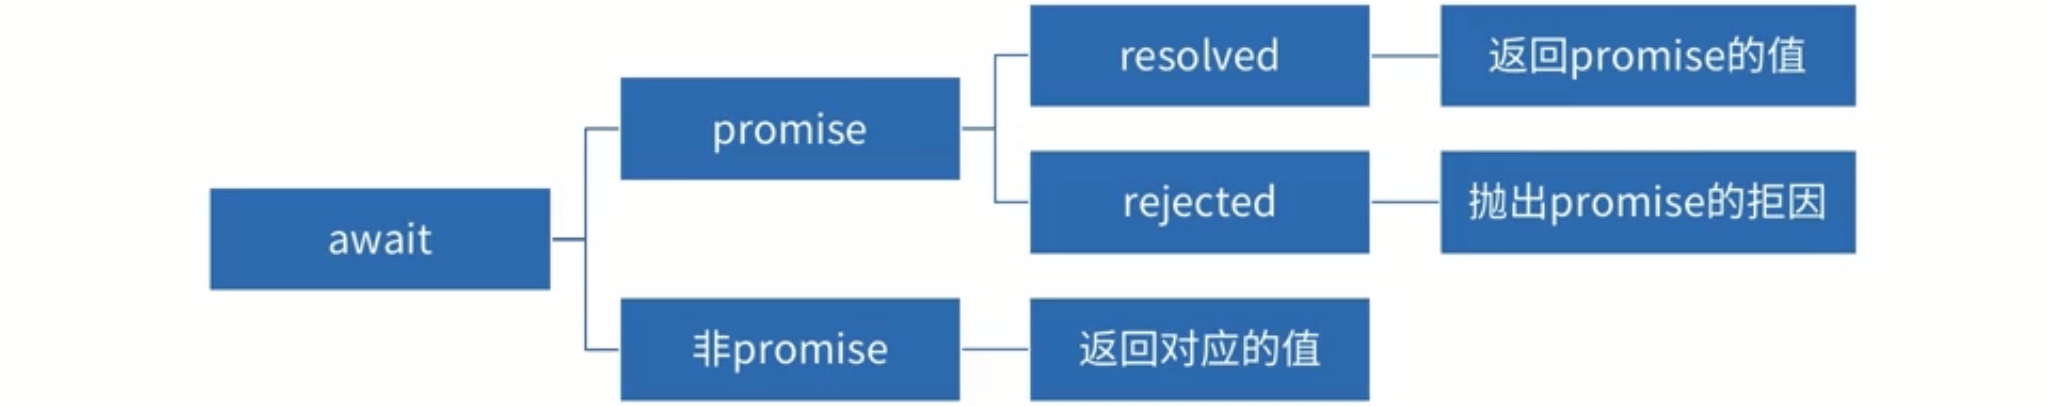 await
promise
resolved
返回promise的值
rejected
抛出promise的拒因
非promise
返回对应的值